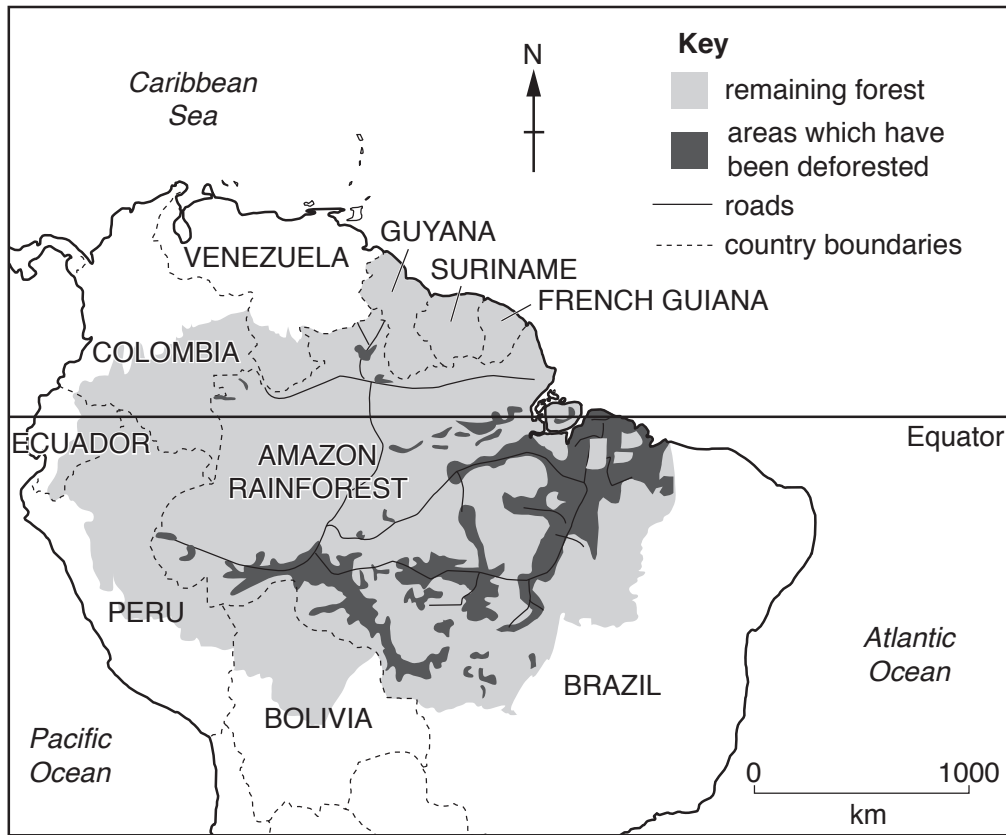 Caribbean
Sea
N
Key
remaining forest
areas which have
been deforested
roads
country boundaries
VENEZUELA
GUYANA
SURINAME
FRENCH GUIANA
COLOMBIA
ECUADOR
Equator
AMAZON
RAINFOREST
PERU
BRAZIL
BOLIVIA
Atlantic
Ocean
Pacific
Ocean
0 1000
km